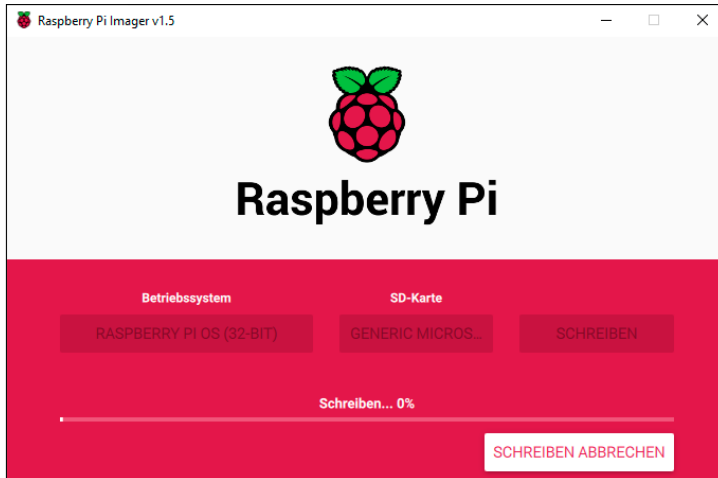 Raspberry Pi Imager v1.5
Raspberry Pi
Betriebssystem
SD-Karte
RASPBERRY PI OS (32-BIT)
GENERIC MICROS...
SCHREIBEN
Schreiben... 0%
SCHREIBEN ABBRECHEN